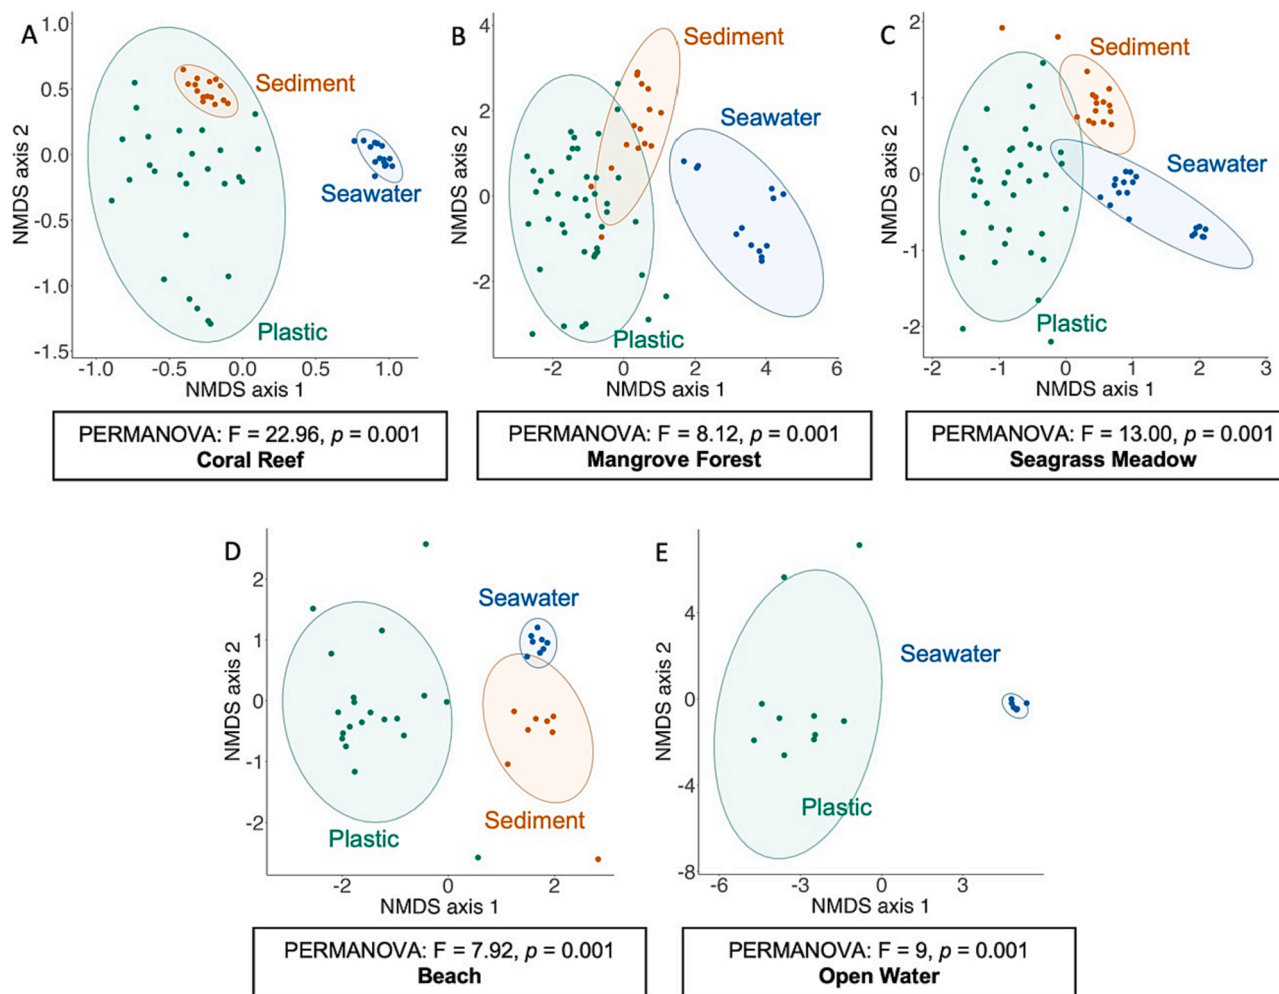 A
1.0
0.5
0.0
-0.5
-1.0
-1.5
NMDS axis 2
Sediment
Seawater
Plastic
-1.0 -0.5 0.0 0.5 1.0
NMDS axis 1
PERMANOVA: F = 22.96, p = 0.001
Coral Reef
B
4
2
0
-2
NMDS axis 2
Sediment
Seawater
Plastic
-2 0 2 4 6
NMDS axis 1
PERMANOVA: F = 8.12, p = 0.001
Mangrove Forest
C
2
1
0
-1
-2
NMDS axis 2
Sediment
Seawater
Plastic
-2 -1 0 1 2 3
NMDS axis 1
PERMANOVA: F = 13.00, p = 0.001
Seagrass Meadow
D
2
1
0
-1
-2
NMDS axis 2
Seawater
Plastic
Sediment
-2 0 2
NMDS axis 1
PERMANOVA: F = 7.92, p = 0.001
Beach
E
4
0
-4
-8
NMDS axis 2
Seawater
Plastic
-6 -3 0 3
NMDS axis 1
PERMANOVA: F = 9, p = 0.001
Open Water